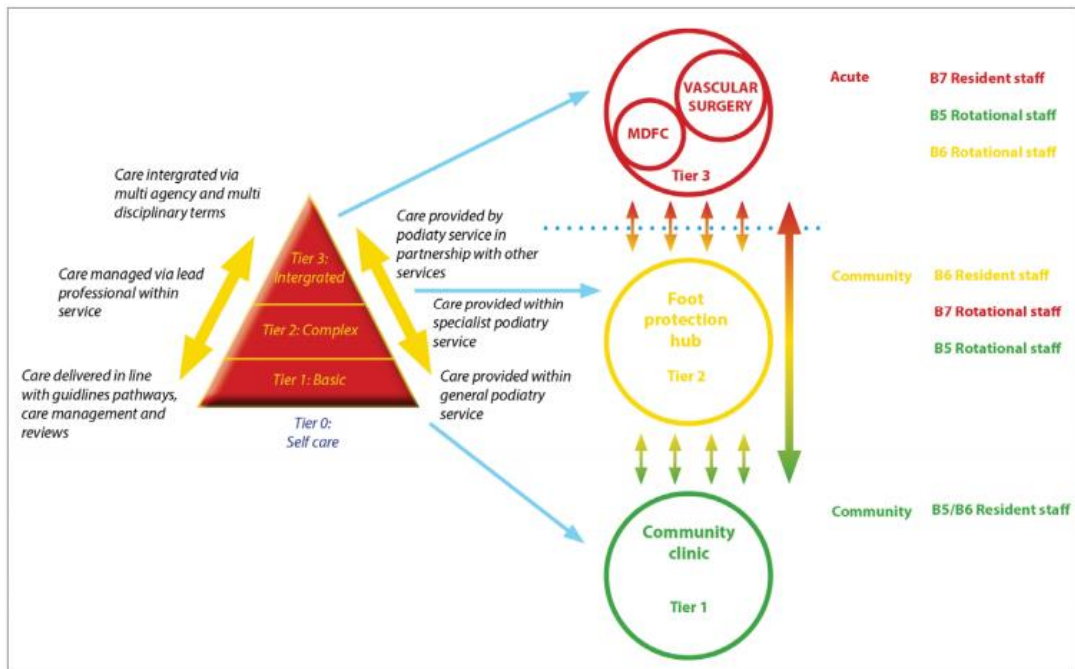 Care intergrated via
multi agency and multi
disciplinary terms
Care managed via lead
professional within
service
Care delivered in line
with guidlines pathways,
care management and
reviews
Tier 3:
Intergrated
Tier 2: Complex
Tier 1: Basic
Tier 0:
Self care
Care provided by
podiaty service in
partnership with other
services
Care provided within
specialist podiatry
service
Care provided within
general podiatry
service
VASCULAR
SURGERY
MDFC
Tier 3
Foot
protection
hub
Tier 2
Community
clinic
Tier 1
Acute
B7 Resident staff
B5 Rotational staff
B6 Rotational staff
Community
B6 Resident staff
B7 Rotational staff
B5 Rotational staff
Community
B5/B6 Resident staff